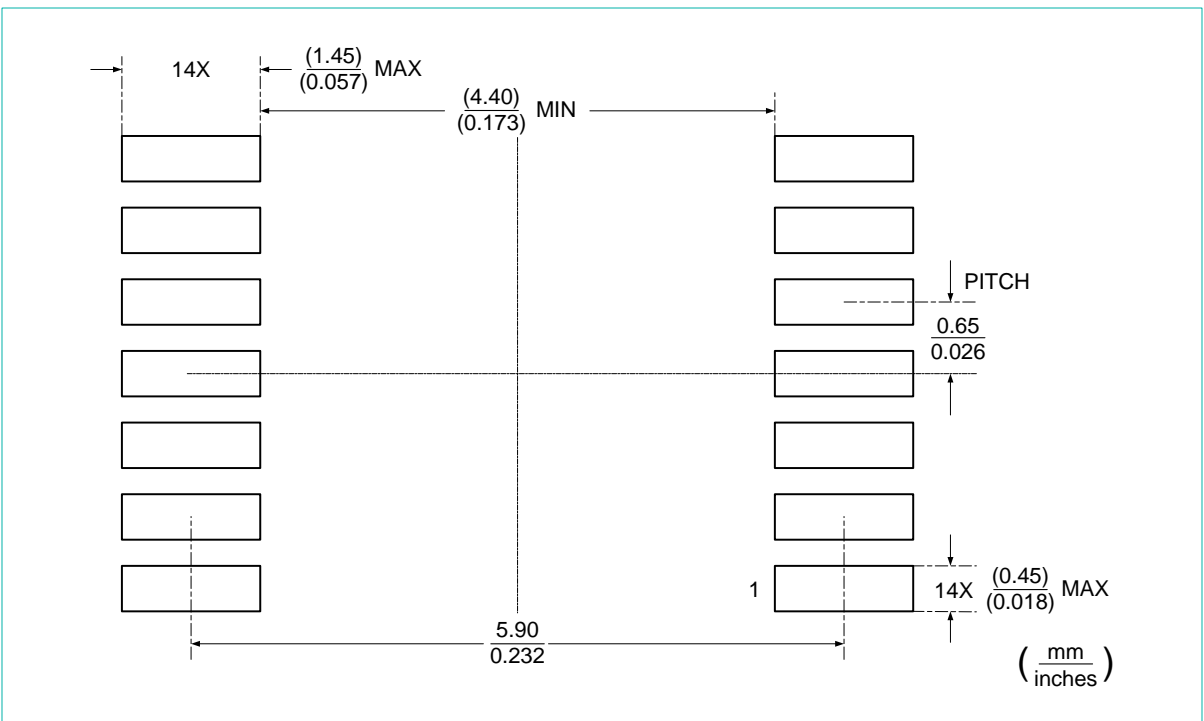 14X
(1.45)
(0.057)
MAX
(4.40)
(0.173)
MIN
PITCH
0.65
0.026
1
14X
(0.45)
(0.018)
MAX
5.90
0.232
(mm
inches)